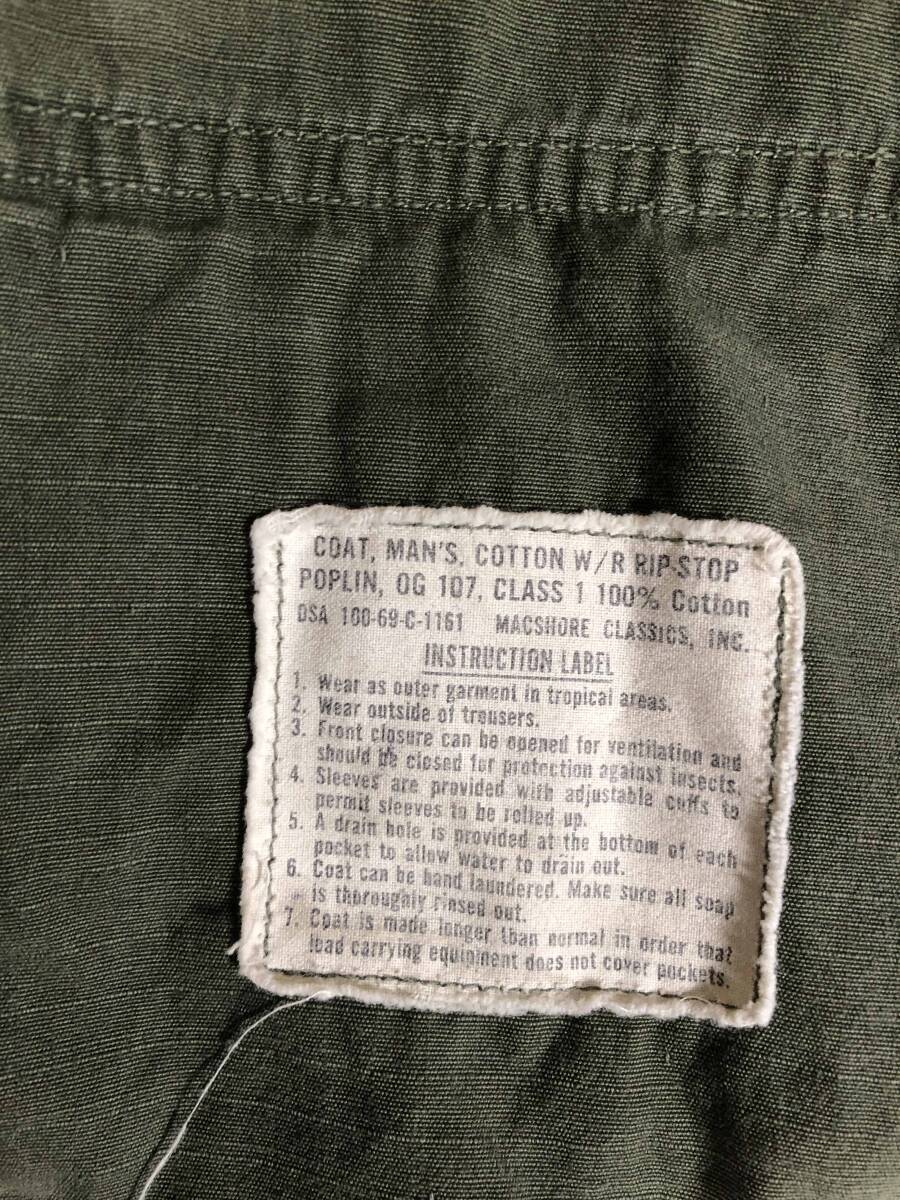 COAT, MAN'S, COTTON W/R RIP-STOP
POPLIN, OG 107, CLASS 1 100% Cotton
DSA 100-69-C-1161 MACSHORE CLASSICS, INC.
INSTRUCTION LABEL
1. Wear as outer garment in tropical areas.
2. Wear outside of trousers.
3. Front closure can be opened for ventilation and
should be closed for protection against insects.
4. Sleeves are provided with adjustable cuffs to
permit sleeves to be rolled up.
5. A drain hole is provided at the bottom of each
pocket to allow water to drain out.
6. Coat can be hand laundered. Make sure all soap
is thoroughly rinsed out.
7. Coat is made longer than normal in order that
load carrying equipment does not cover pockets.